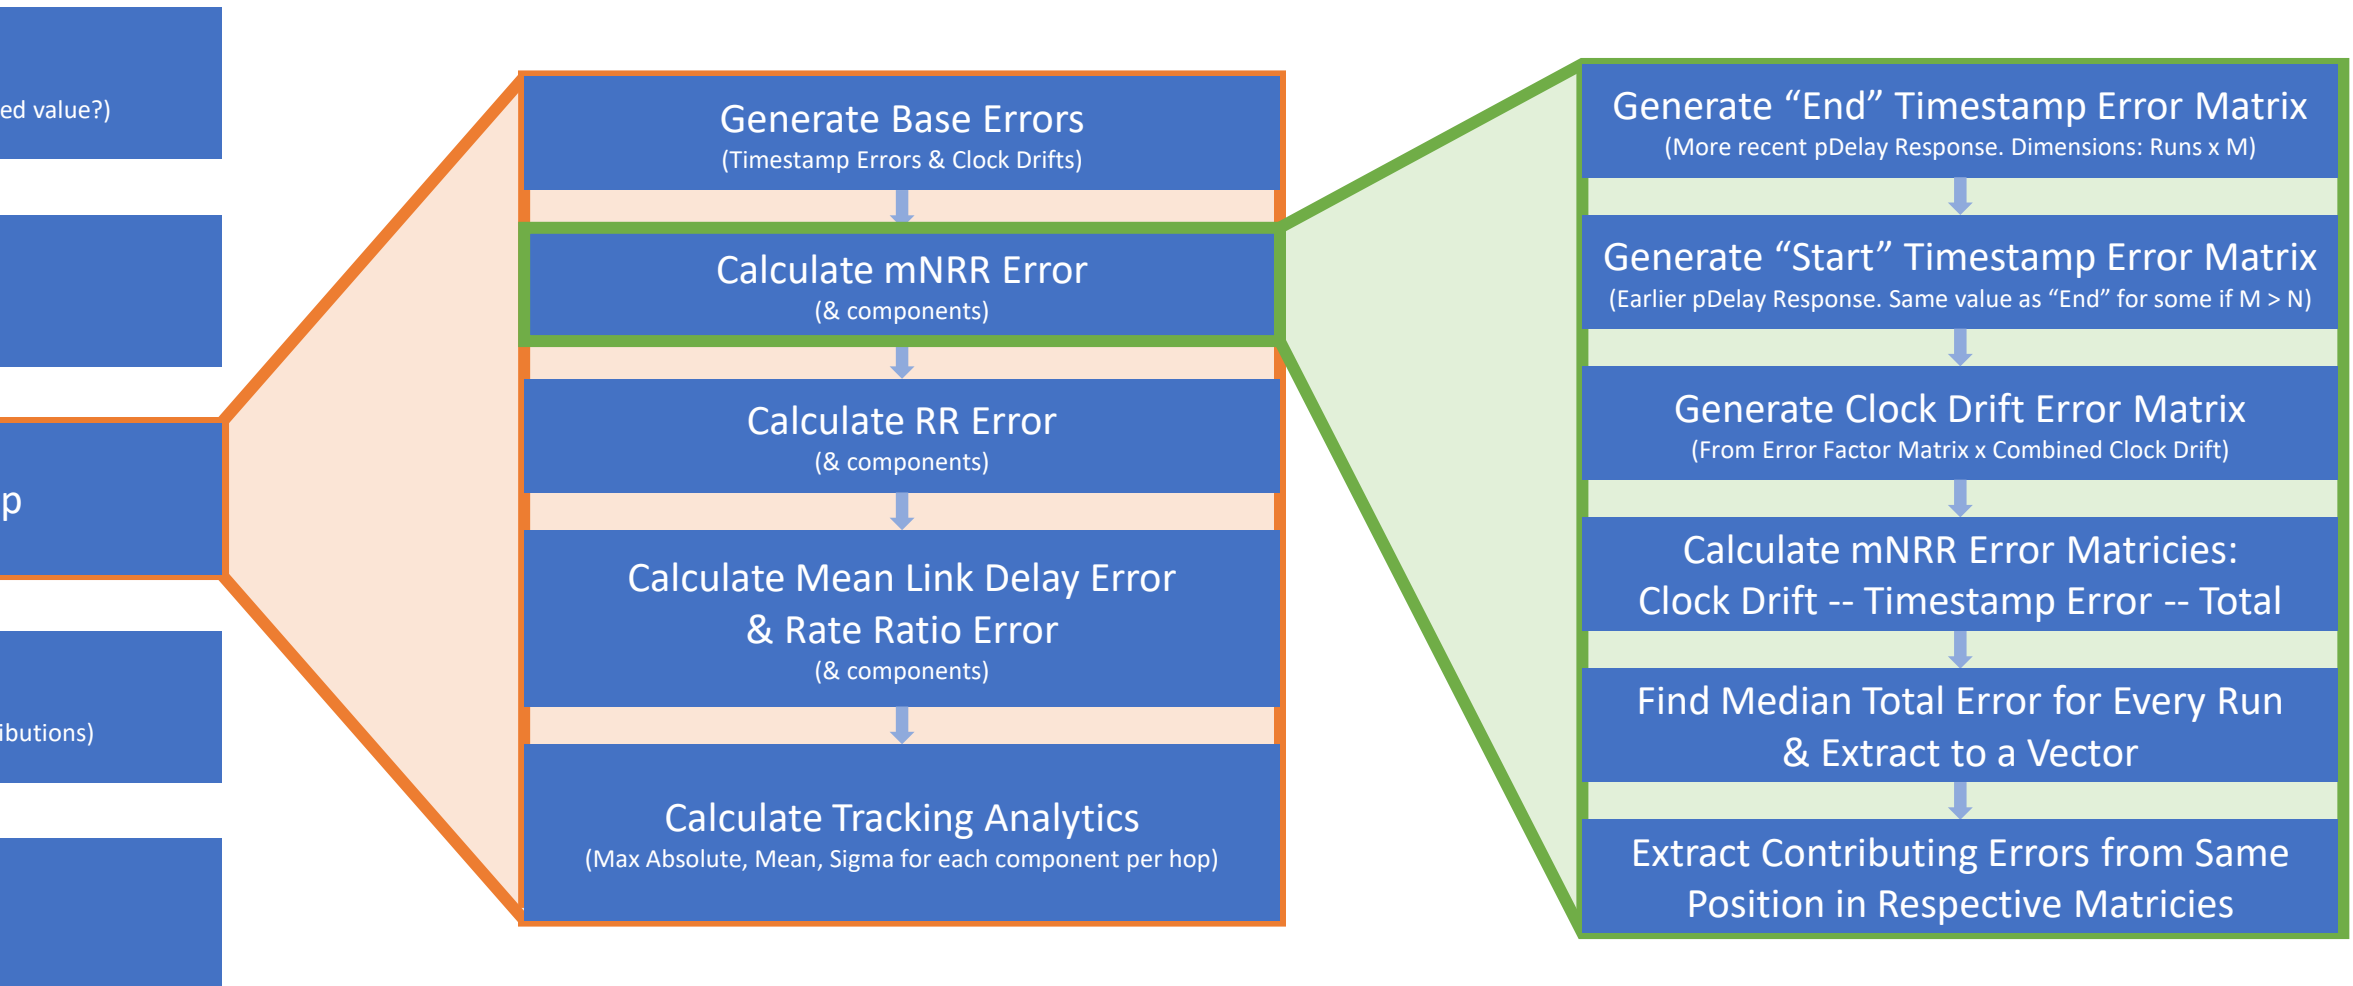 ed value?)
p
ibutions)
Generate Base Errors
(Timestamp Errors & Clock Drifts)
Calculate mNRR Error
(& components)
Calculate RR Error
(& components)
Calculate Mean Link Delay Error
& Rate Ratio Error
(& components)
Calculate Tracking Analytics
(Max Absolute, Mean, Sigma for each component per hop)
Generate “End” Timestamp Error Matrix
(More recent pDelay Response. Dimensions: Runs x M)
Generate “Start” Timestamp Error Matrix
(Earlier pDelay Response. Same value as “End” for some if M > N)
Generate Clock Drift Error Matrix
(From Error Factor Matrix x Combined Clock Drift)
Calculate mNRR Error Matricies:
Clock Drift -- Timestamp Error -- Total
Find Median Total Error for Every Run
& Extract to a Vector
Extract Contributing Errors from Same
Position in Respective Matricies